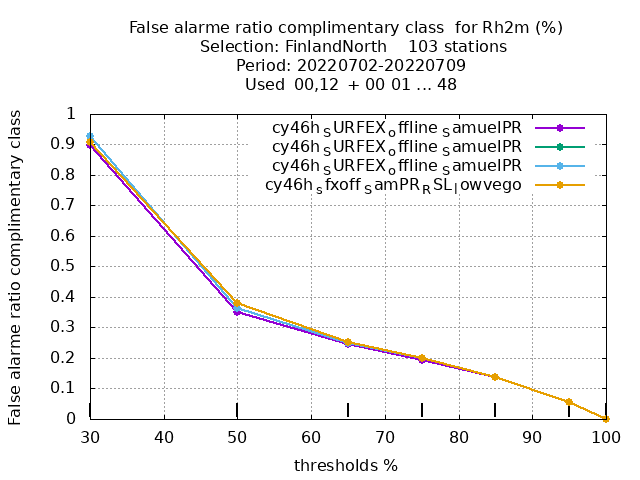 False alarme ratio complimentary class for Rh2m (%)
Selection: FinlandNorth 103 stations
Period: 20220702-20220709
Used 00,12 + 00 01 ... 48
False alarme ratio complimentary class
1
0.9
0.8
0.7
0.6
0.5
0.4
0.3
0.2
0.1
0
cy46h_SURFEX_offline_SamuelPR
cy46h_SURFEX_offline_SamuelPR
cy46h_SURFEX_offline_SamuelPR
cy46h_sfxoff_SamPR_RSL_lowvego
30 40 50 60 70 80 90 100
thresholds %